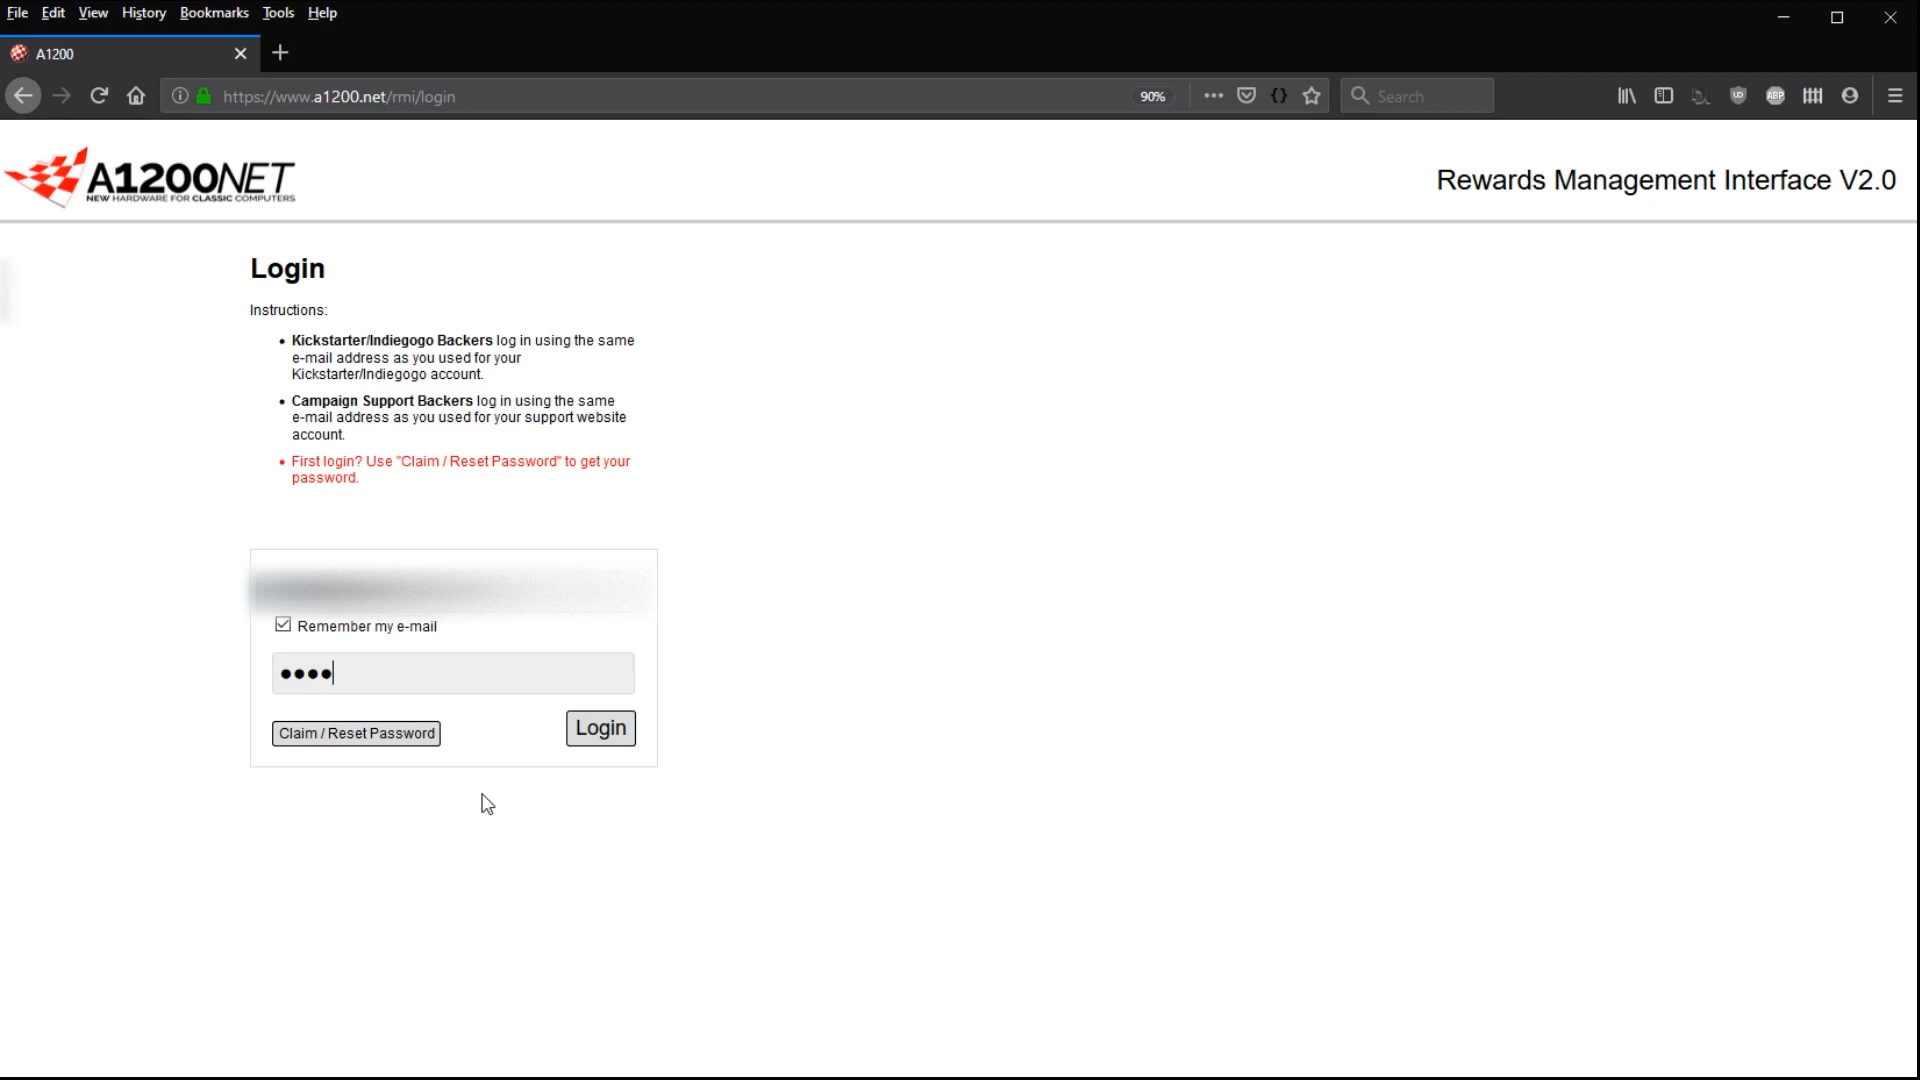 File Edit View History Bookmarks Tools Help
A1200
https://www.a1200.net/rmi/login
90%
Search
UD
ABP
A1200NET
NEW HARDWARE FOR CLASSIC COMPUTERS
Rewards Management Interface V2.0
Login
Instructions:
• Kickstarter/Indiegogo Backers log in using the same
e-mail address as you used for your
Kickstarter/Indiegogo account.
• Campaign Support Backers log in using the same
e-mail address as you used for your support website
account.
• First login? Use "Claim / Reset Password" to get your
password.
Remember my e-mail
Claim / Reset Password
Login